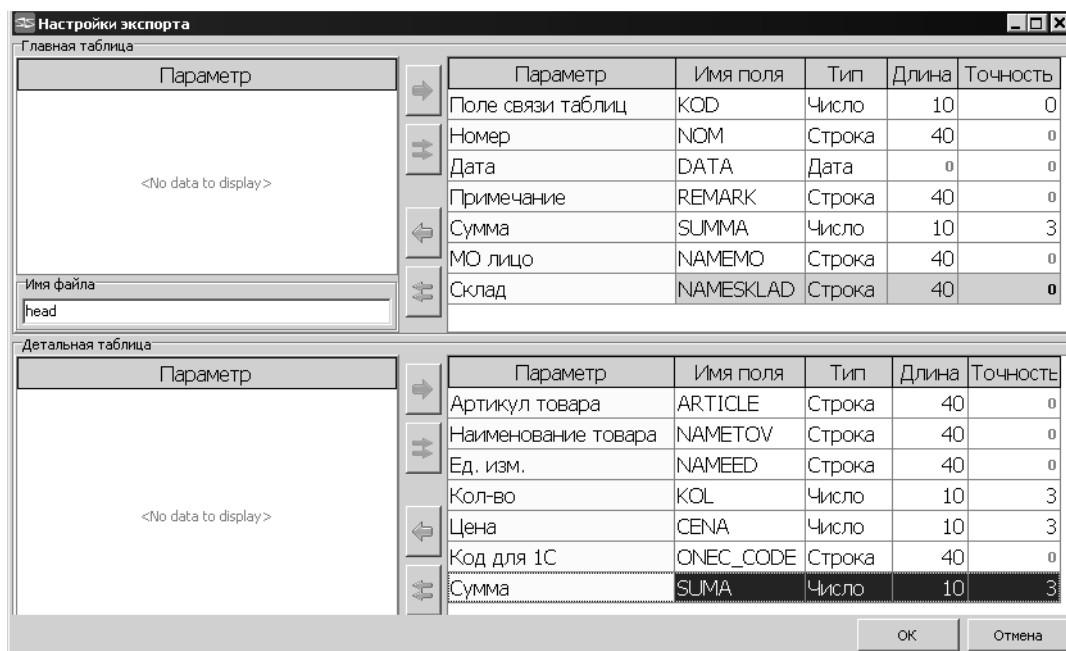 Настройки экспорта
Главная таблица
Параметр
<No data to display>
Имя файла
head
Параметр Имя поля Тип Длина Точность
Поле связи таблиц KOD Число 10 0
Номер NOM Строка 40 0
Дата DATA Дата 0 0
Примечание REMARK Строка 40 0
Сумма SUMMA Число 10 3
МО лицо NAMEMO Строка 40 0
Склад NAMESKLAD Строка 40 0
Детальная таблица
Параметр
<No data to display>
Параметр Имя поля Тип Длина Точность
Артикул товара ARTICLE Строка 40 0
Наименование товара NAMETOV Строка 40 0
Ед. изм. NAMEED Строка 40 0
Кол-во KOL Число 10 3
Цена CENA Число 10 3
Код для 1С ONEC_CODE Строка 40 0
Сумма SUMA Число 10 3
ОК Отмена